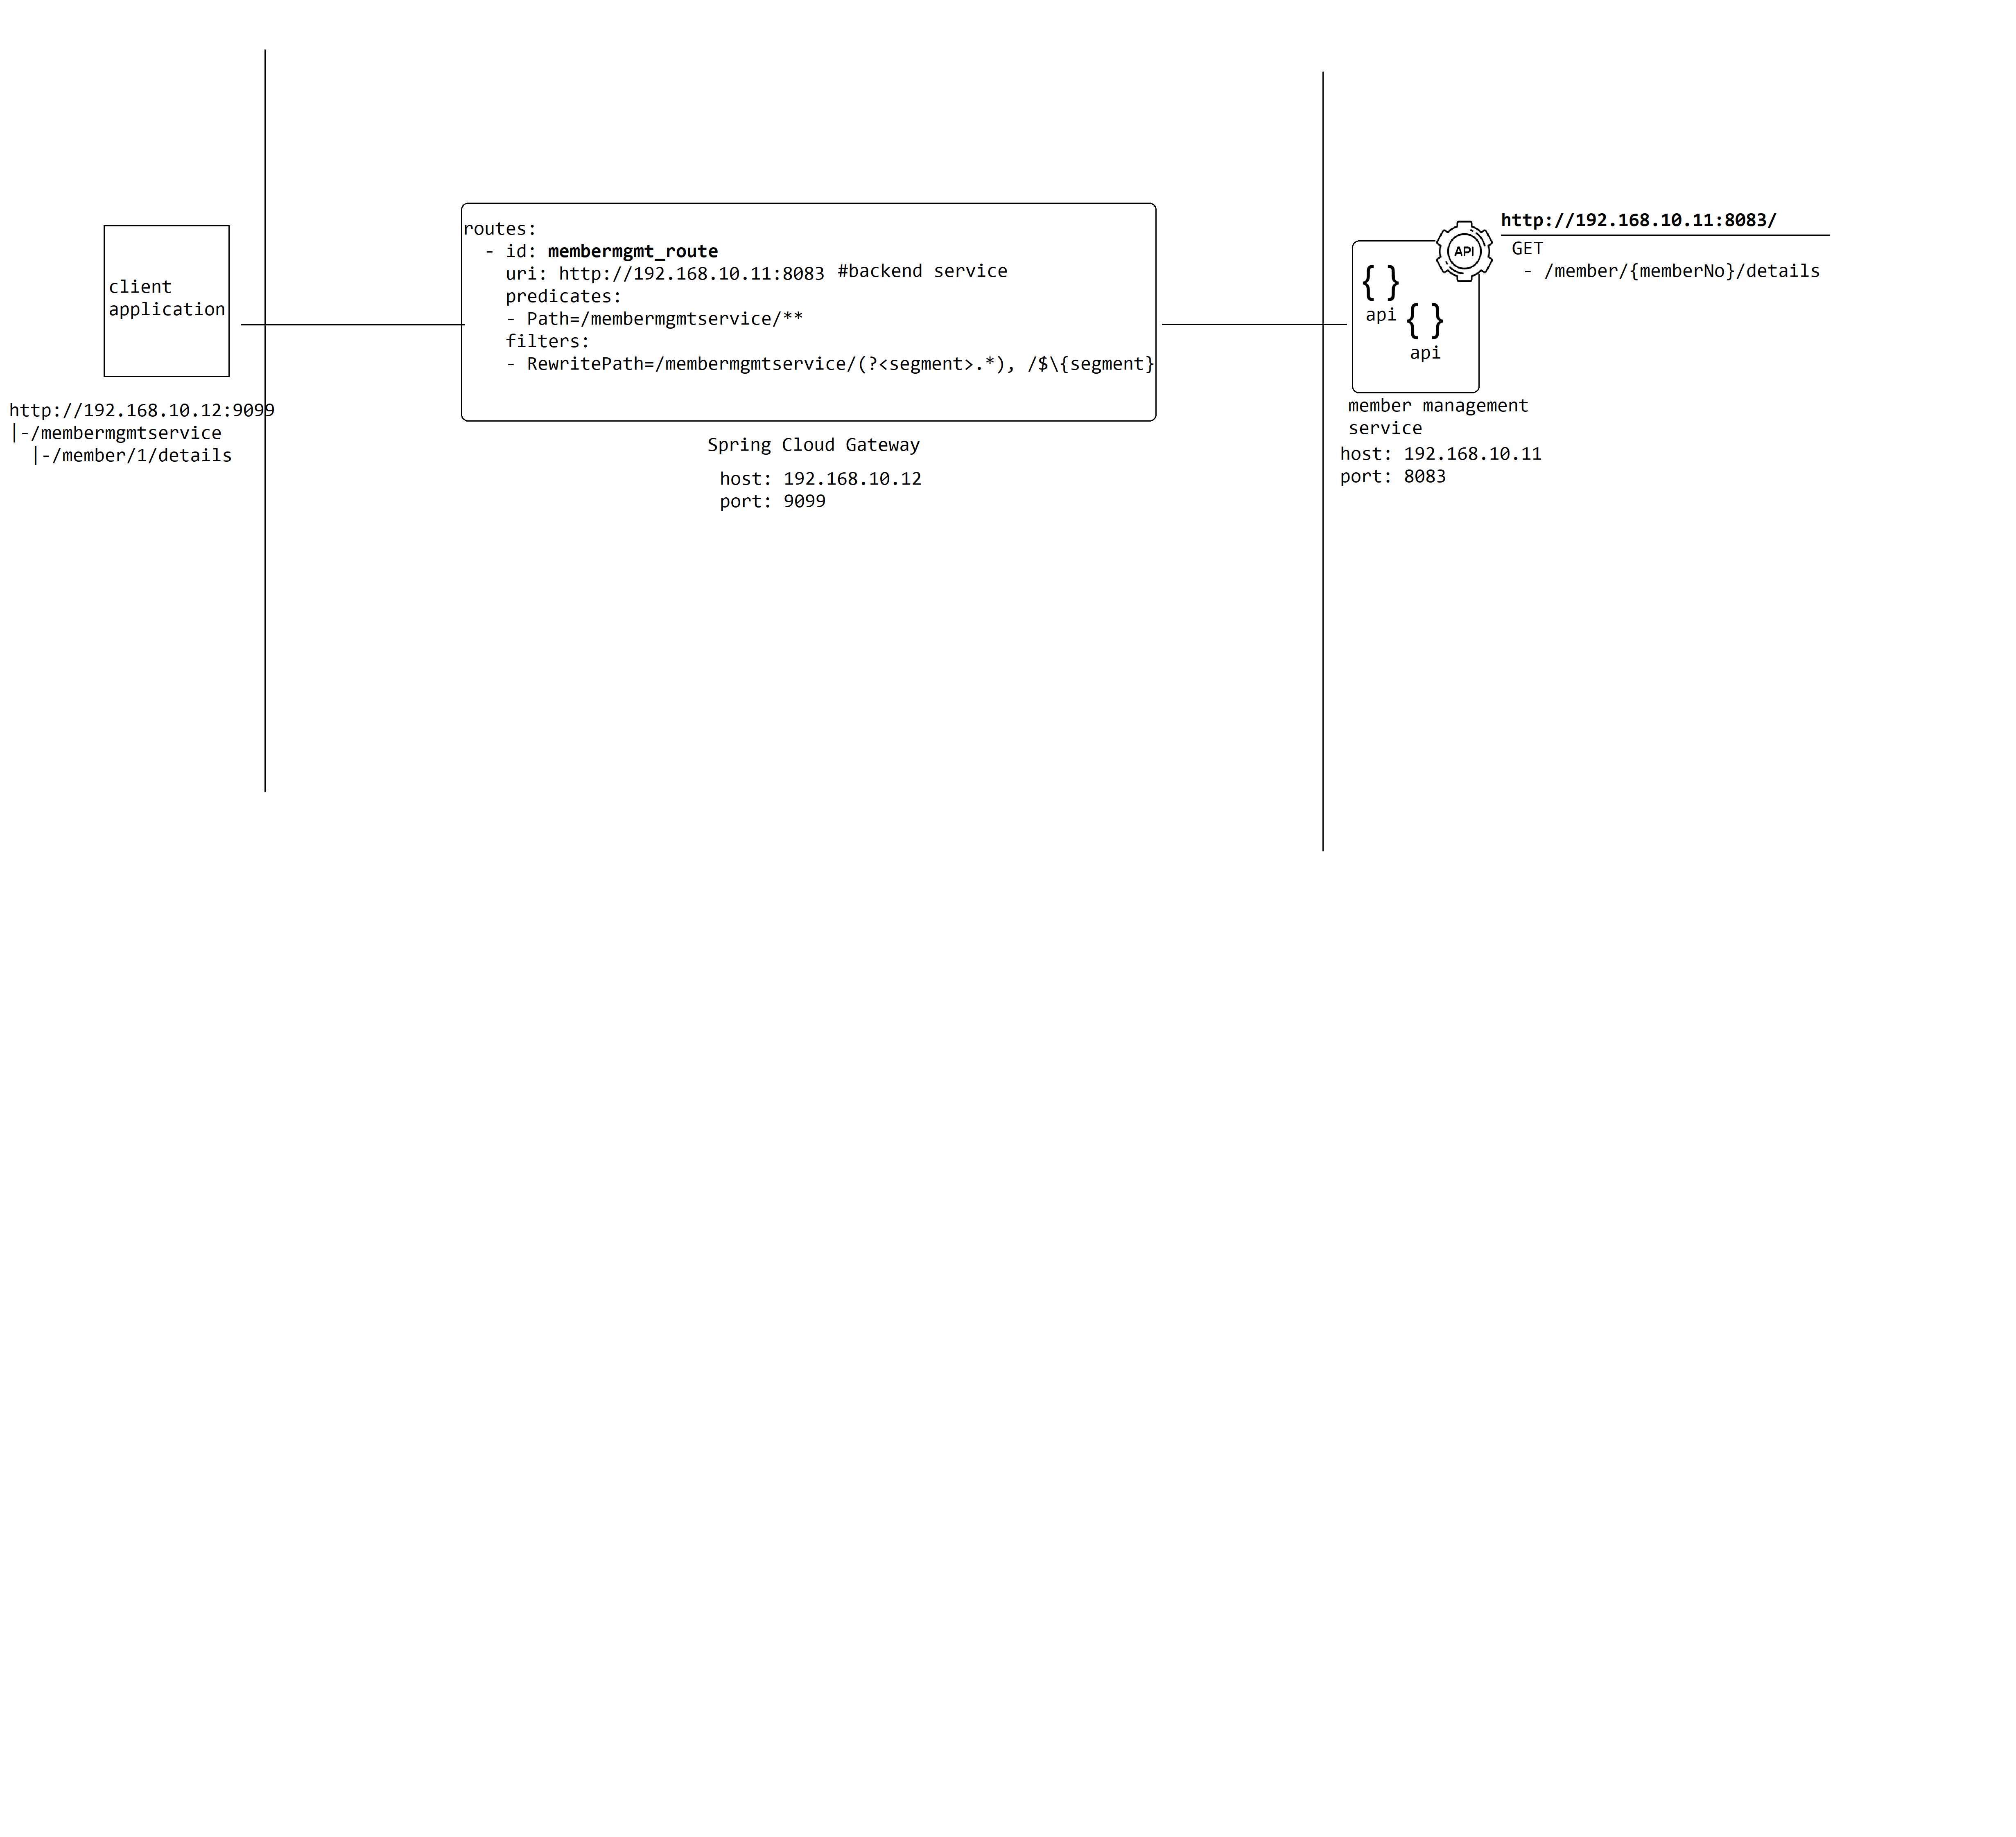 client
application
http://192.168.10.12:9099
|-/membermgmtservice
  |-/member/1/details
routes:
  - id: membermgmt_route
    uri: http://192.168.10.11:8083 #backend service
    predicates:
    - Path=/membermgmtservice/**
    filters:
    - RewritePath=/membermgmtservice/(?<segment>.*), /$\{segment}
Spring Cloud Gateway
host: 192.168.10.12
port: 9099
API
{ }
api
{ }
api
member management
service
host: 192.168.10.11
port: 8083
http://192.168.10.11:8083/
GET
 - /member/{memberNo}/details